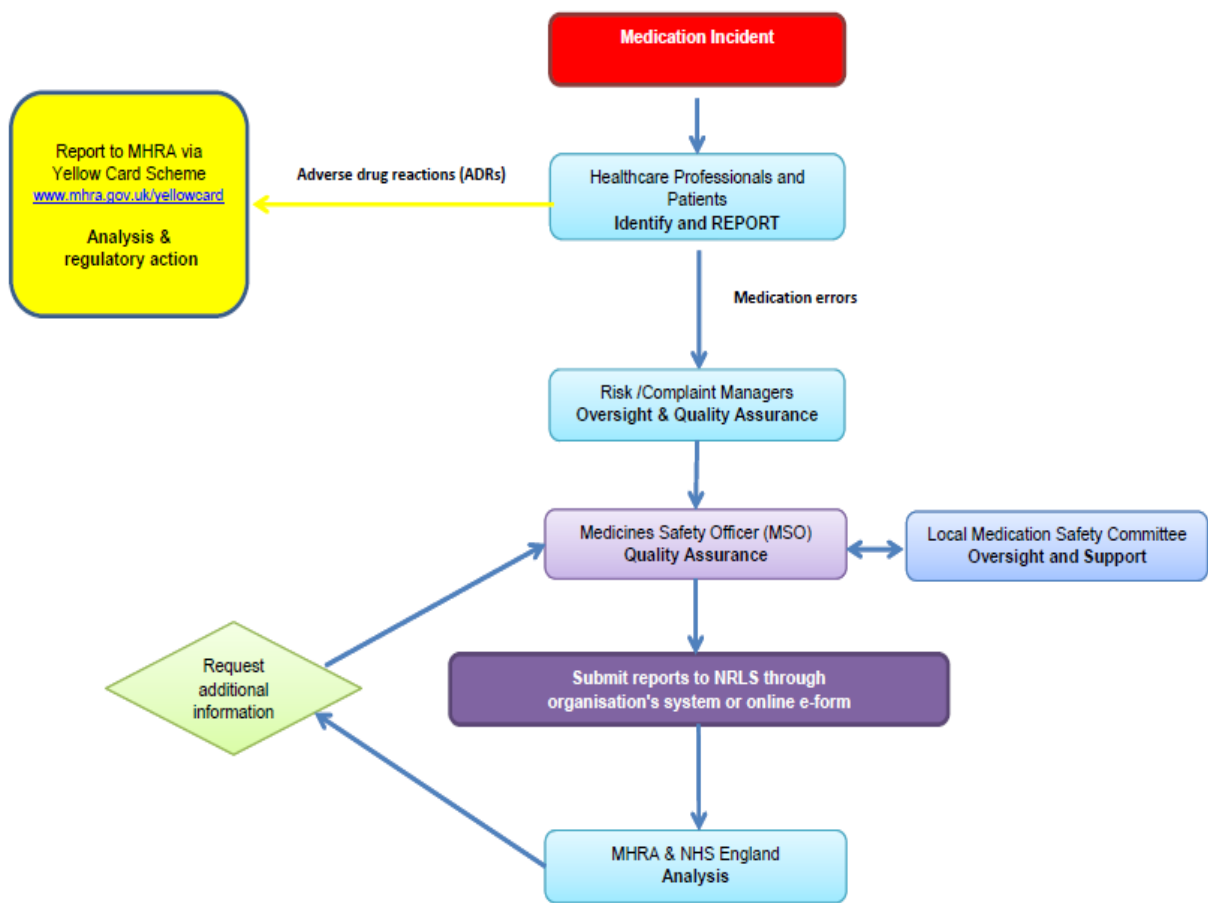 Medication Incident
Report to MHRA via
Yellow Card Scheme
www.mhra.gov.uk/yellowcard
Analysis &
regulatory action
Adverse drug reactions (ADRs)
Healthcare Professionals and
Patients
Identify and REPORT
Medication errors
Risk /Complaint Managers
Oversight & Quality Assurance
Medicines Safety Officer (MSO)
Quality Assurance
Local Medication Safety Committee
Oversight and Support
Request
additional
information
Submit reports to NRLS through
organisation's system or online e-form
MHRA & NHS England
Analysis